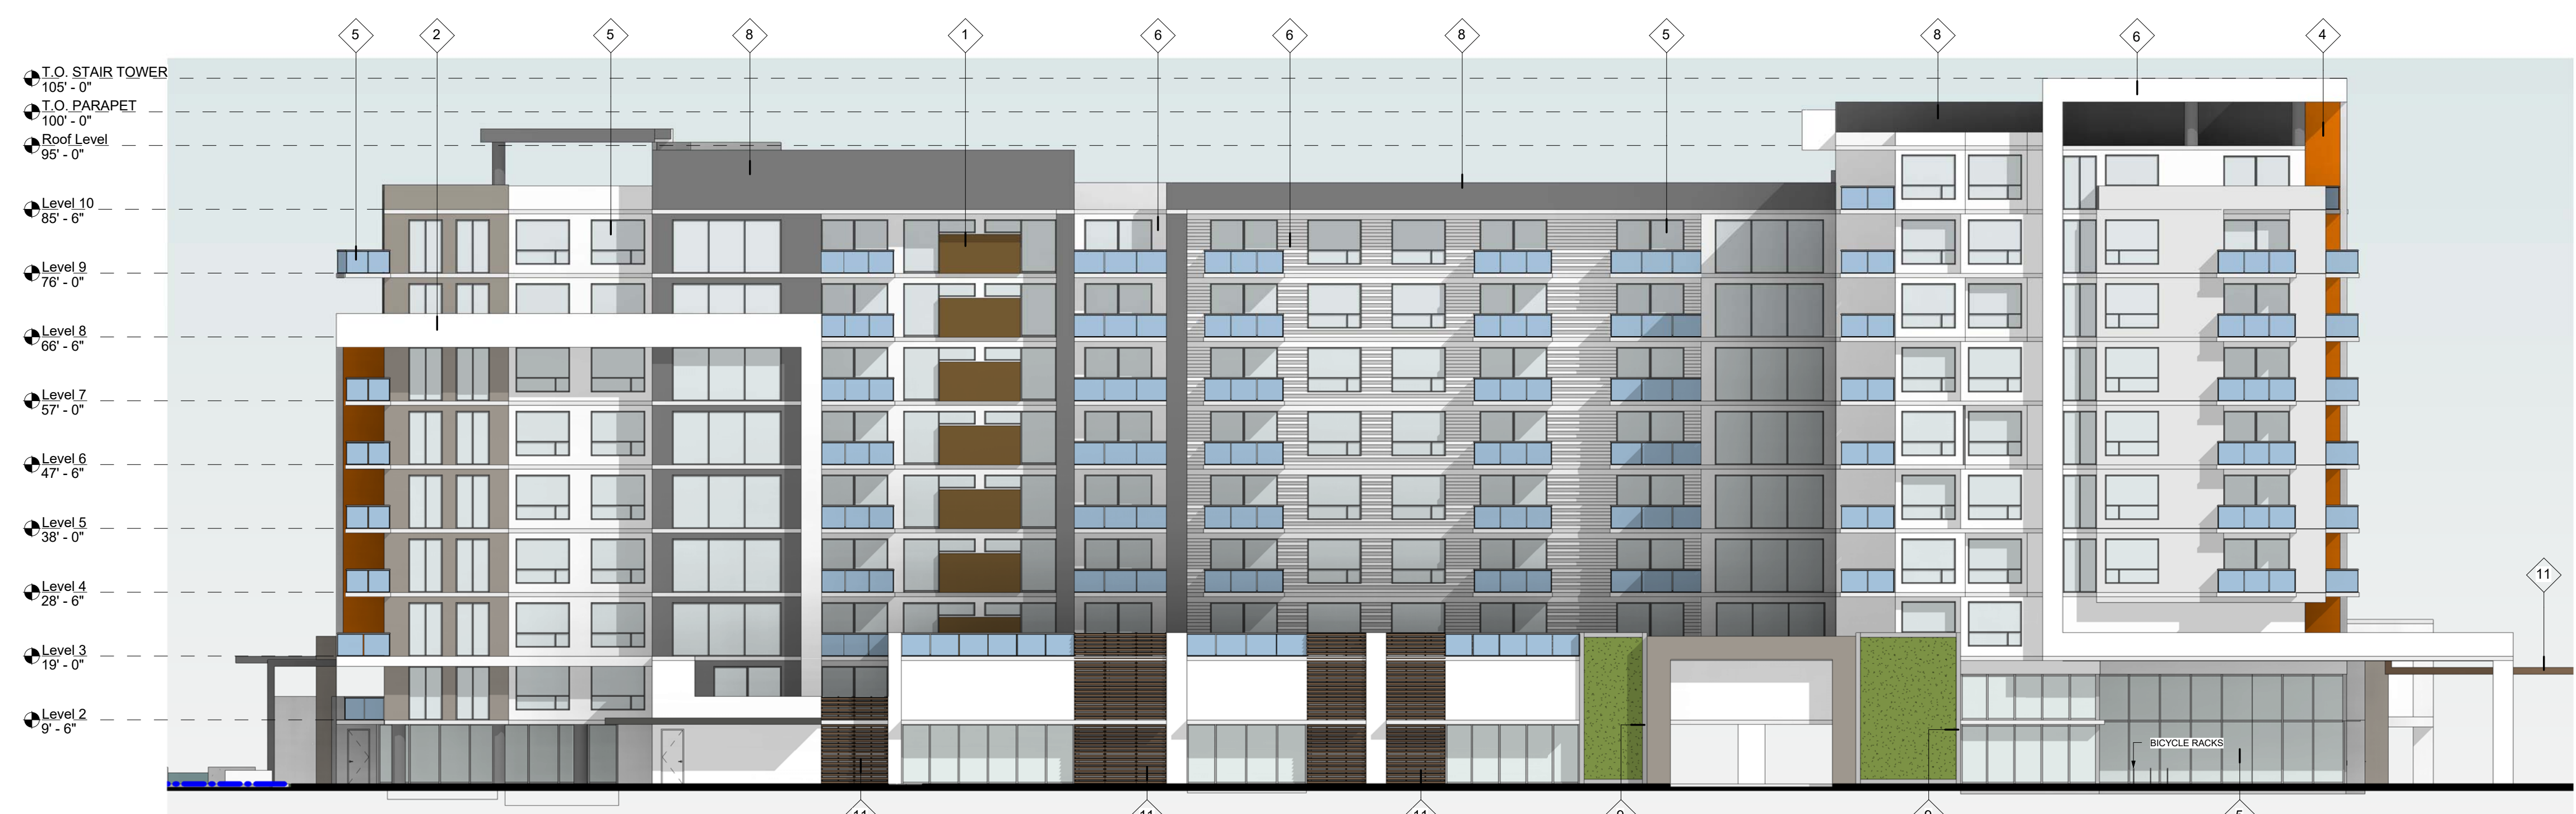 5 2 5 8 1 6 6 8 5 8 6 4
T.O. STAIR TOWER
105' - 0"
T.O. PARAPET
100' - 0"
Roof Level
95' - 0"
Level 10
85' - 6"
Level 9
76' - 0"
Level 8
66' - 6"
Level 7
57' - 0"
Level 6
47' - 6"
Level 5
38' - 0"
Level 4
28' - 6"
11
Level 3
19' - 0"
Level 2
9' - 6"
BICYCLE RACKS
11 11 11